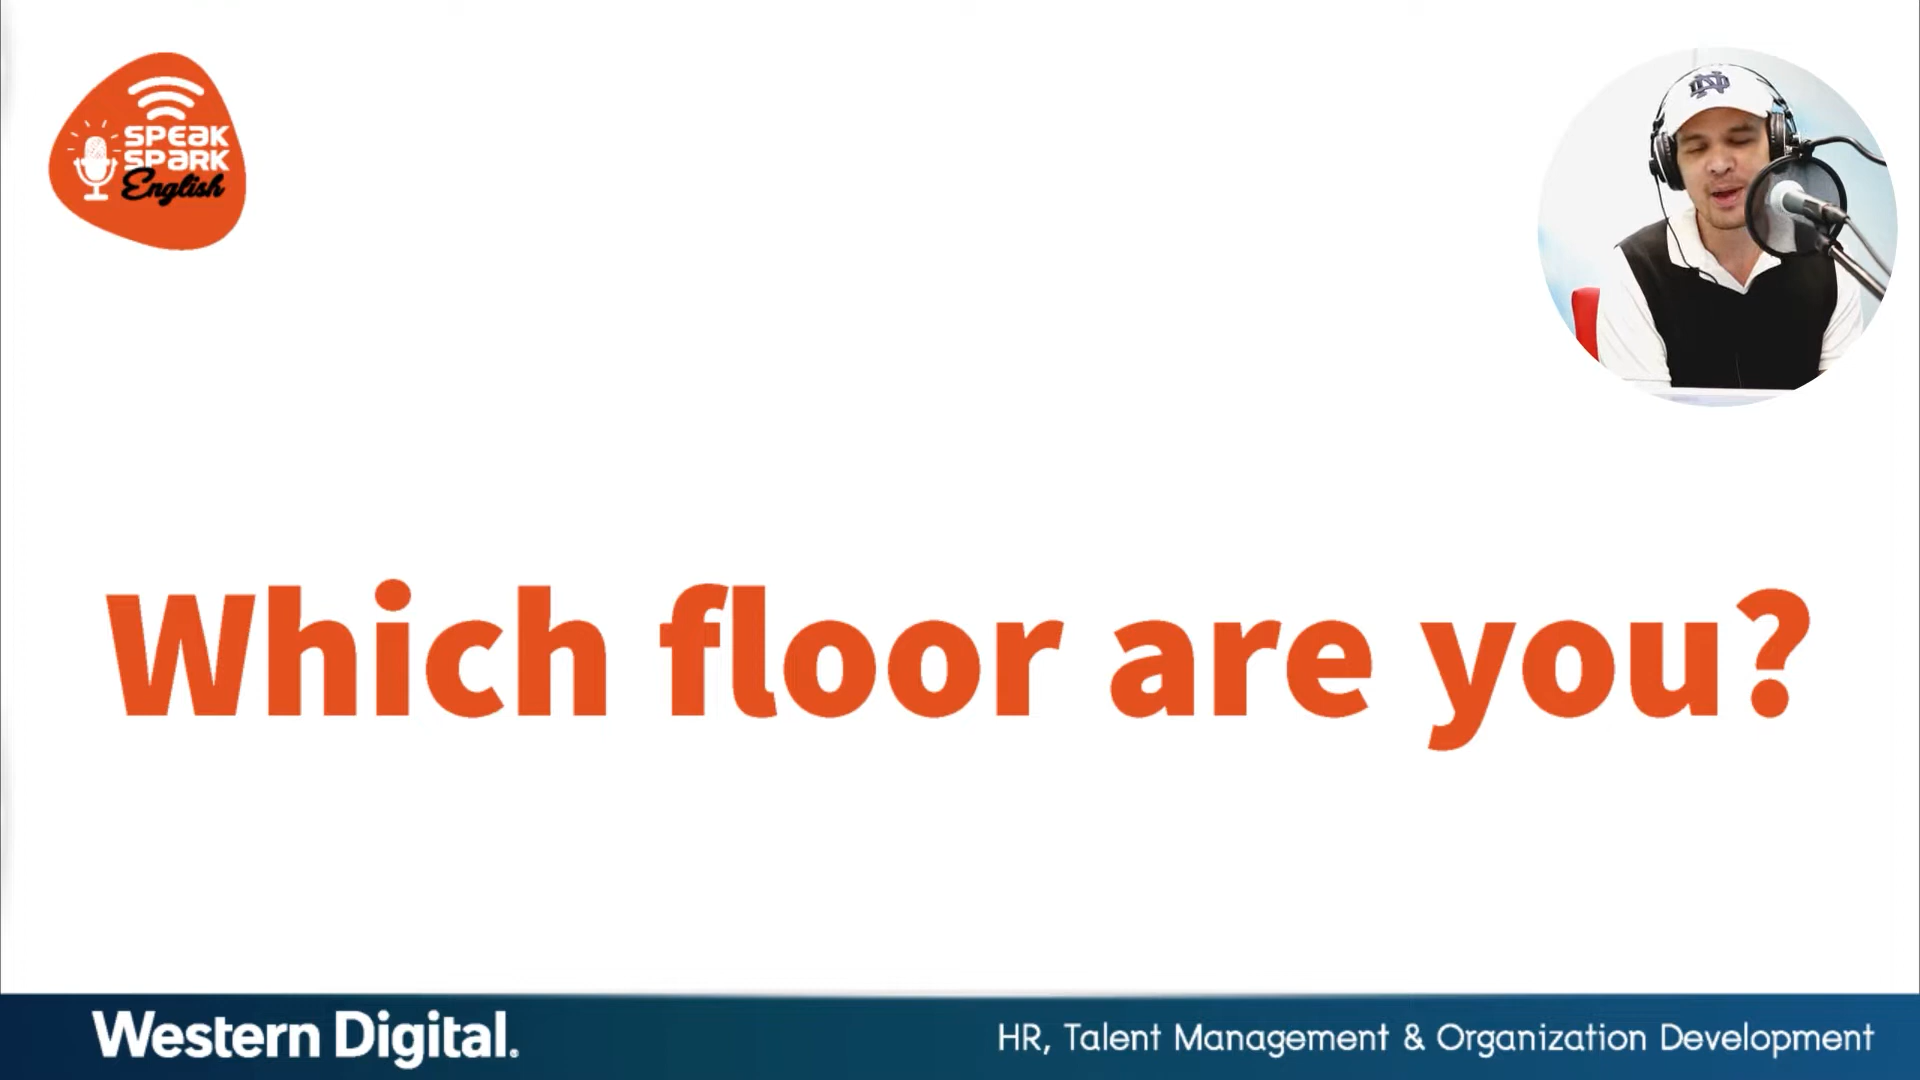 SPEAK
SPARK
English
Which floor are you?
Western Digital.
HR, Talent Management & Organization Development